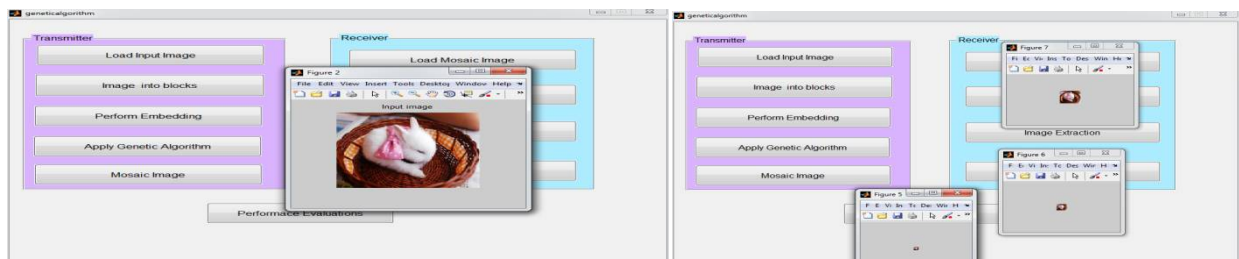 geneticalgorithm
Transmitter
Load Input Image
Image into blocks
Perform Embedding
Apply Genetic Algorithm
Mosaic Image
Receiver
Load Mosaic Image
Figure 2
File Edit View Insert Tools Desktop Window Help
Input image
Performace Evaluations
geneticalgorithm
Transmitter
Load Input Image
Image into blocks
Perform Embedding
Apply Genetic Algorithm
Mosaic Image
Receiver
Figure 7
Image Extraction
Figure 6
Figure 5